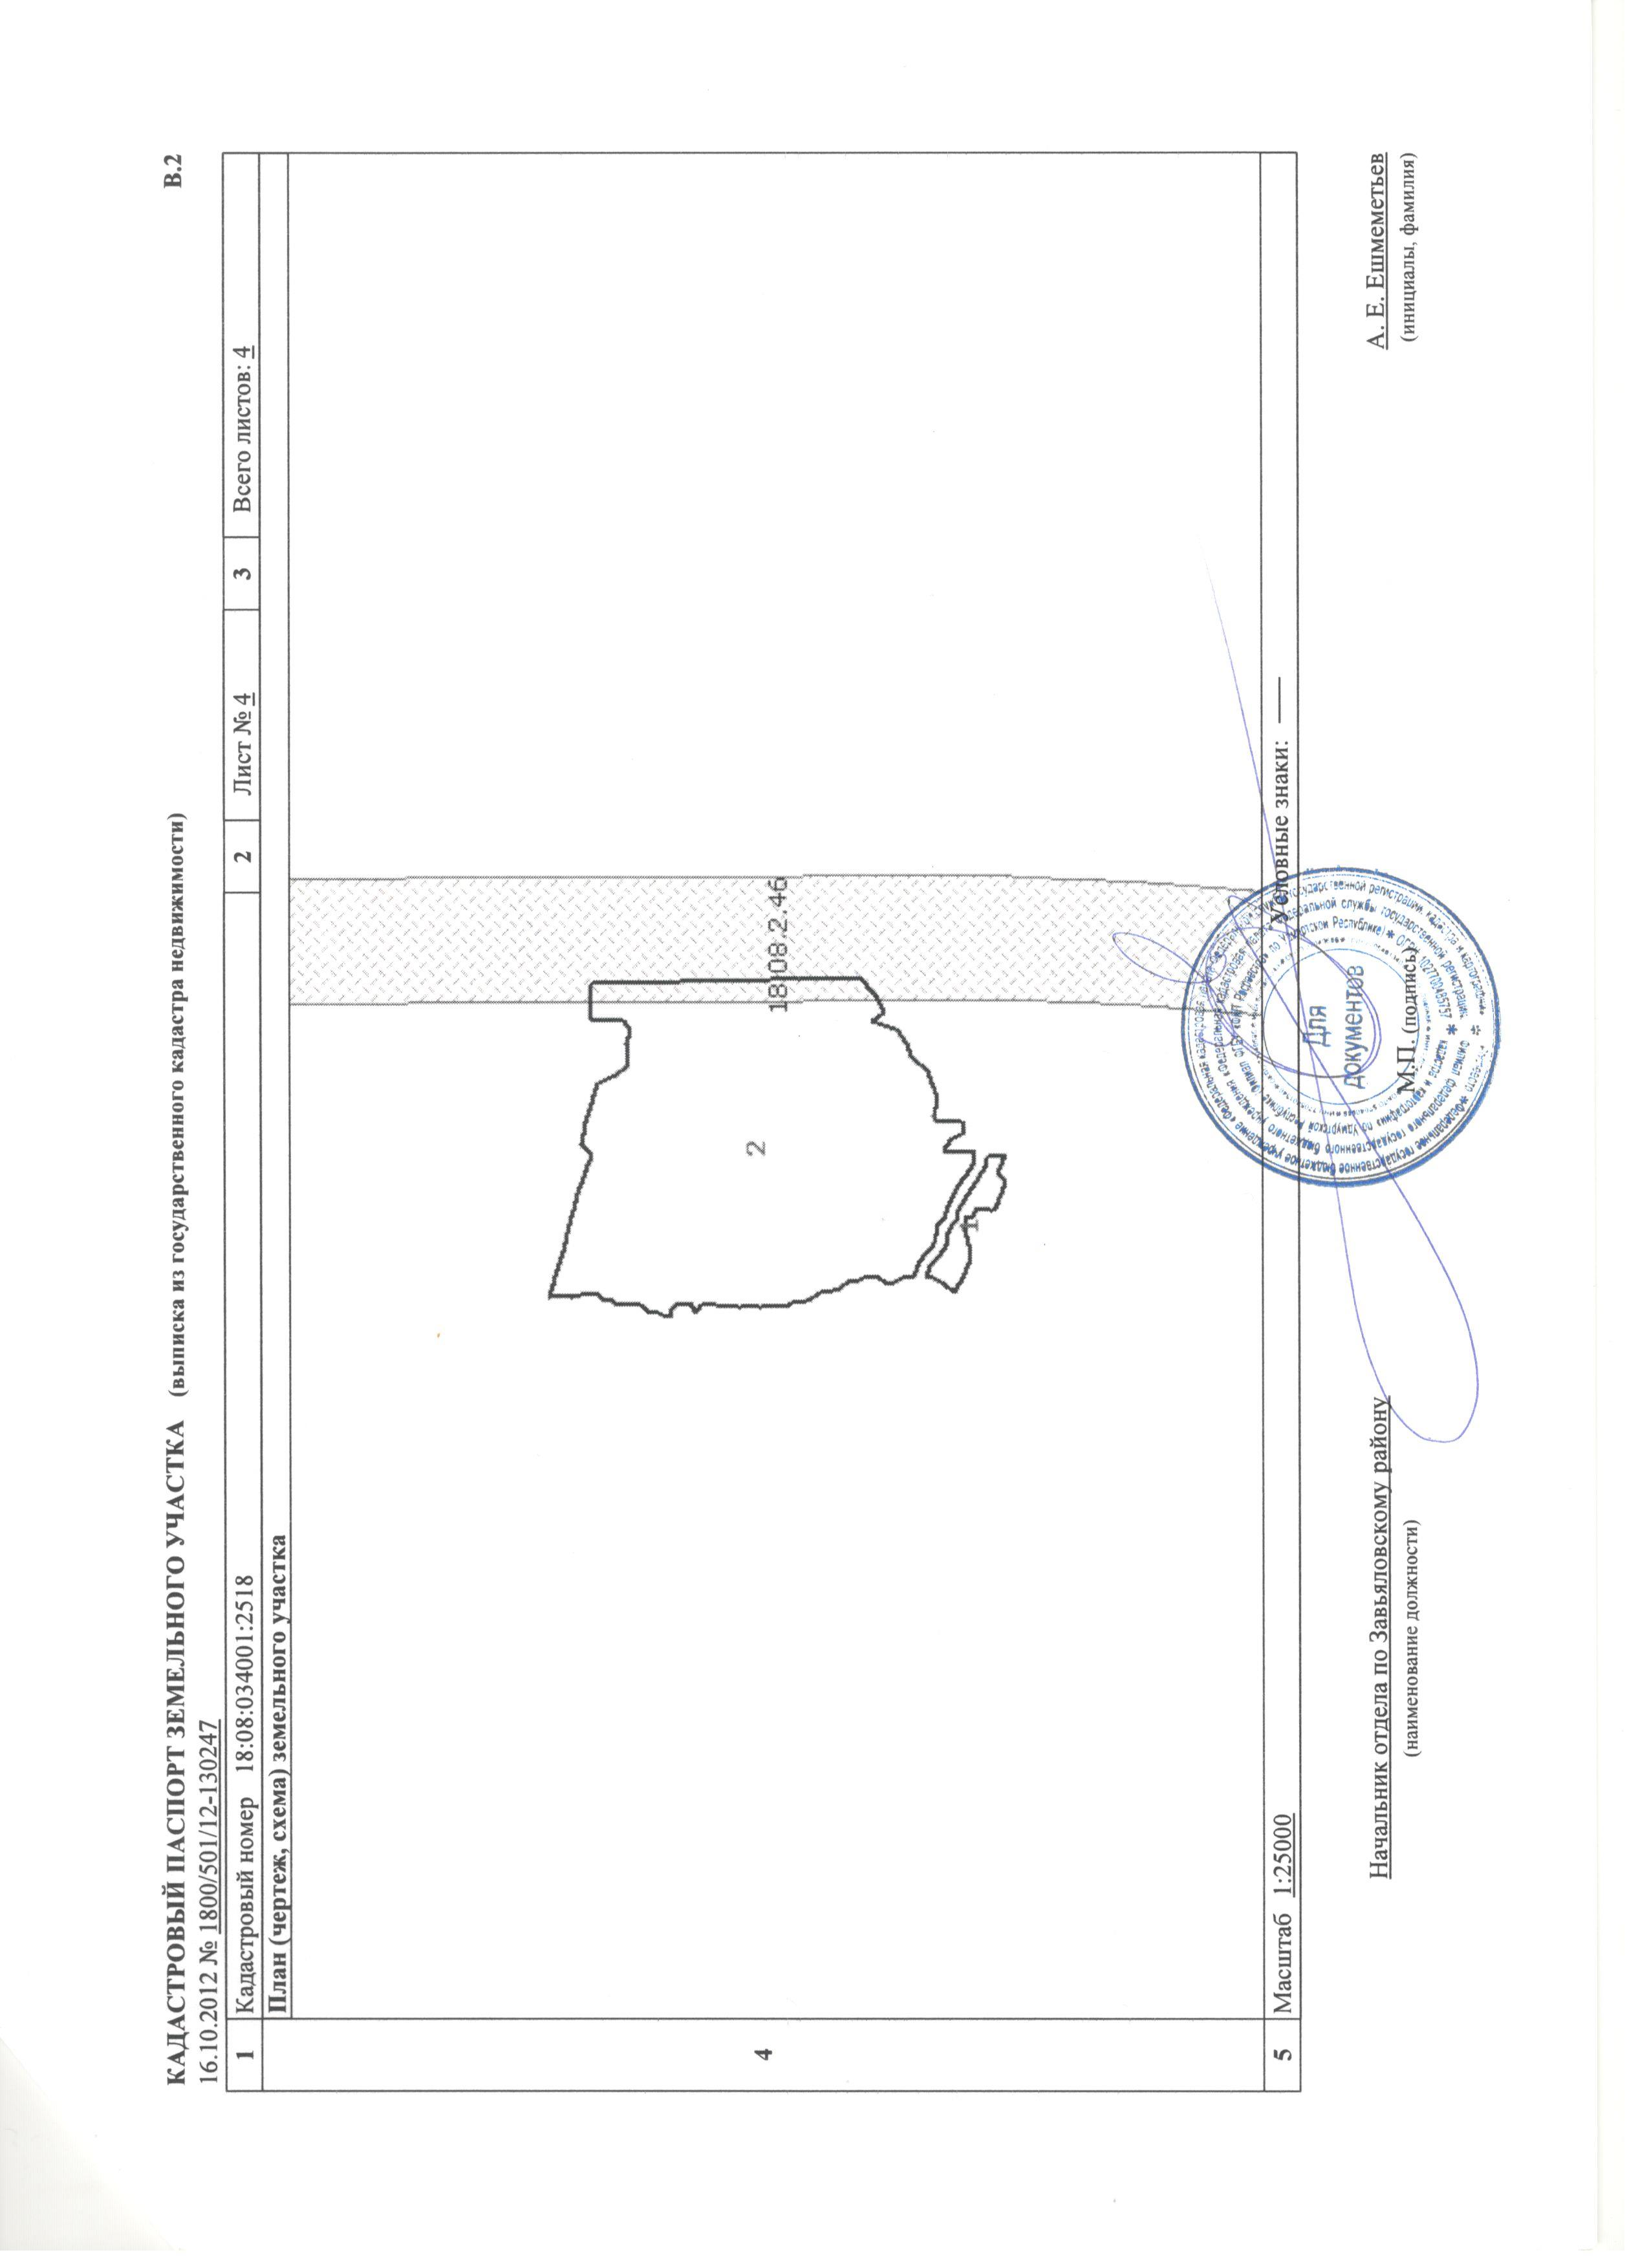 КАДАСТРОВЫЙ ПАСПОРТ ЗЕМЕЛЬНОГО УЧАСТКА (выписка из государственного кадастра недвижимости)
В.2
16.10.2012 № 1800/501/12-130247
1 Кадастровый номер 18:08:034001:2518 2 Лист № 4 3 Всего листов: 4
План (чертеж, схема) земельного участка
4
2
1
18.08.2.46
5 Масштаб 1:25000 Условные знаки: ——
Для
документов
Начальник отдела по Завьяловскому району
(наименование должности)
М.П. (подпись)
А. Е. Ешмеметьев
(инициалы, фамилия)